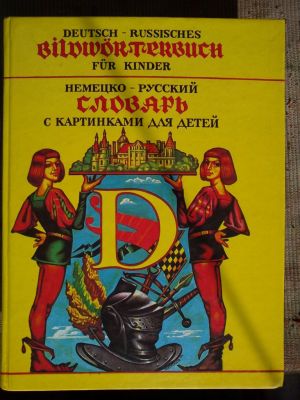 DEUTSCH - RUSSISCHES
BILDWÖRTERBUCH
FÜR KINDER
НЕМЕЦКО - РУССКИЙ
СЛОВАРЬ
С КАРТИНКАМИ ДЛЯ ДЕТЕЙ
D